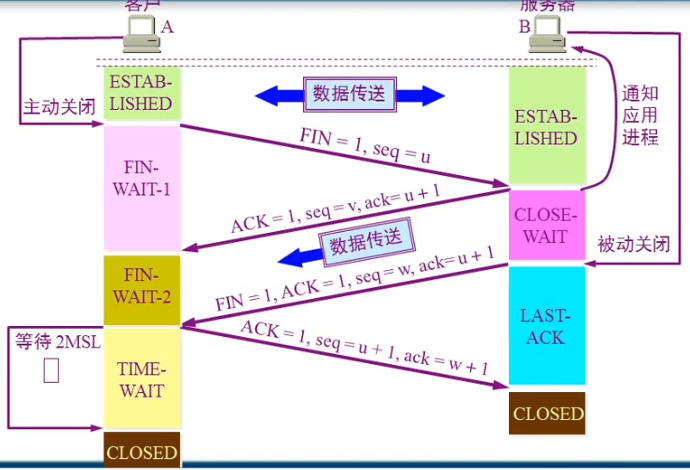 客户
A
服务器
B
ESTAB-
LISHED
数据传送
ESTAB-
LISHED
通知
应用
进程
主动关闭
FIN = 1, seq = u
FIN-
WAIT-1
ACK = 1, seq = v, ack= u + 1
CLOSE-
WAIT
数据传送
被动关闭
FIN-
WAIT-2
FIN = 1, ACK = 1, seq = w, ack= u + 1
LAST-
ACK
ACK = 1, seq = u + 1, ack = w + 1
等待 2MSL
TIME-
WAIT
CLOSED
CLOSED